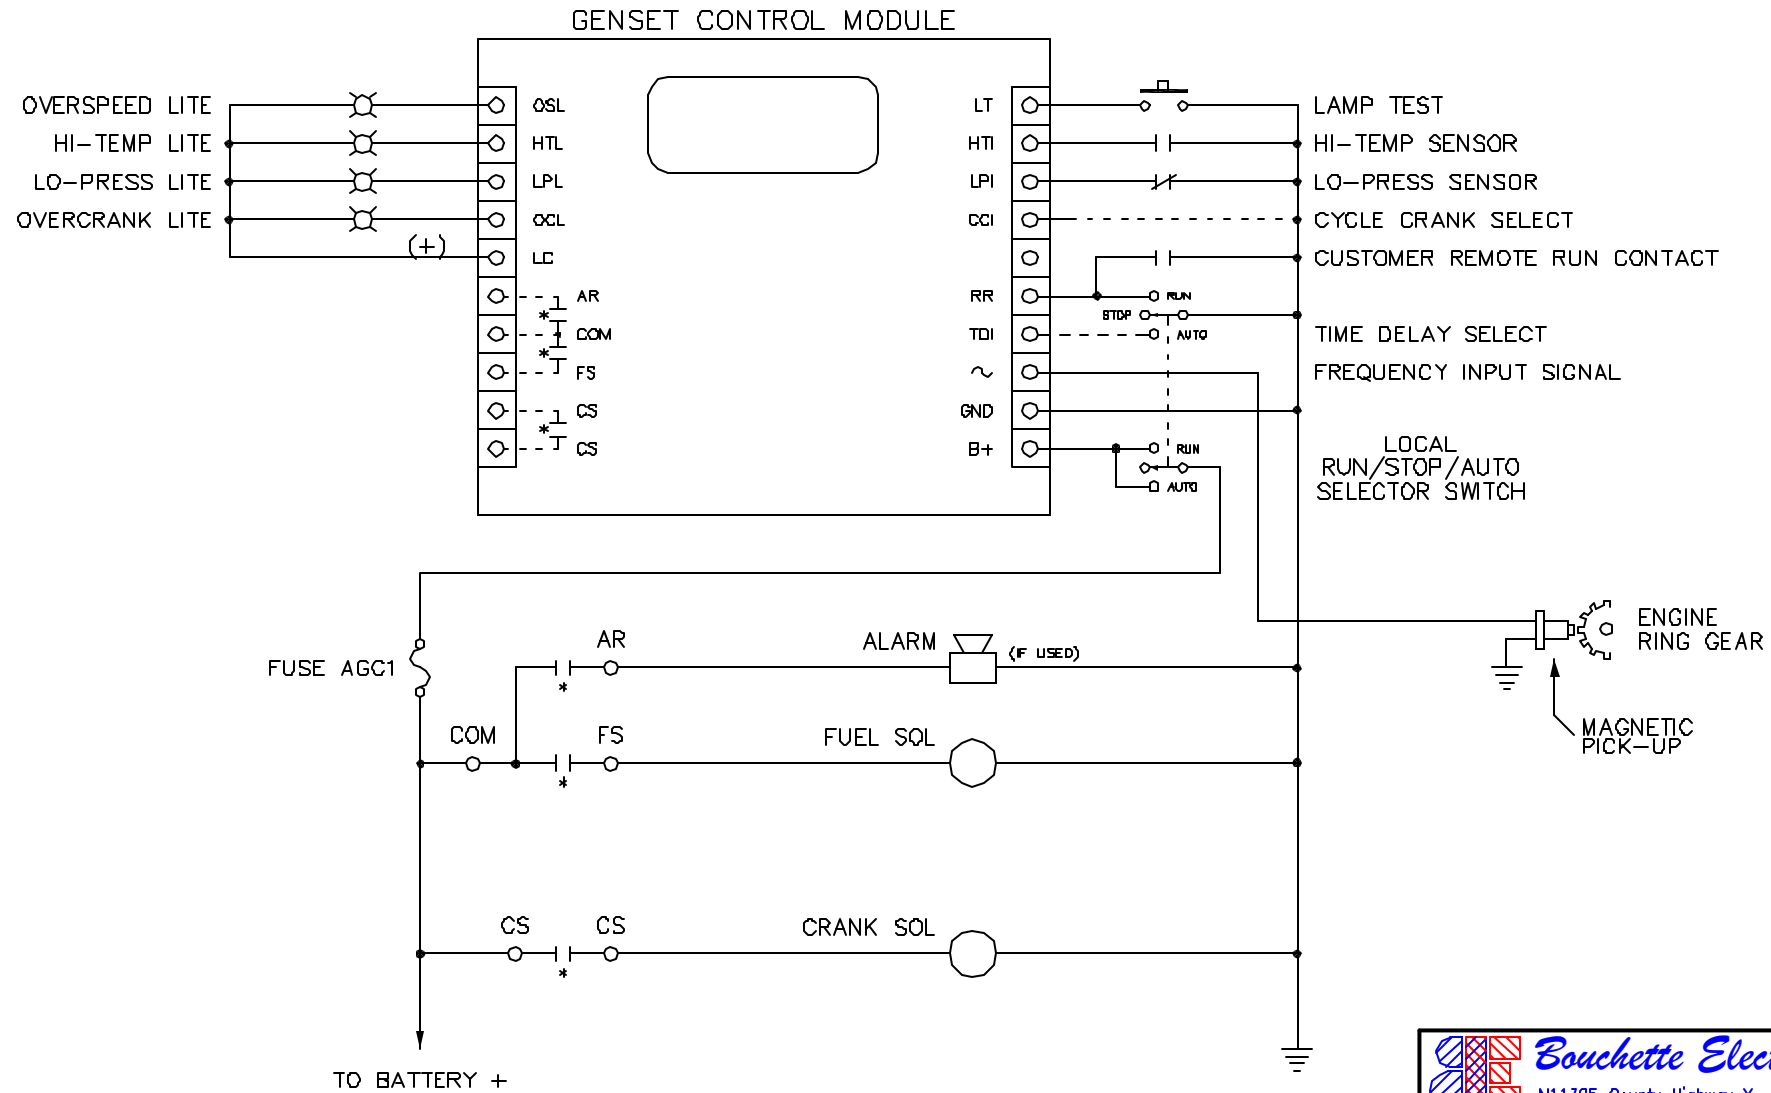 GENSET CONTROL MODULE
OVERSPEED LITE
HI-TEMP LITE
LO-PRESS LITE
OVERCRANK LITE
(+)
OSL
HTL
LPL
OCL
LC
AR
*
COM
*
FS
CS
*
CS
LT
HTI
LPI
CCI
RR
TDI
GND
B+
RUN
STOP
AUTO
RUN
AUTO
LAMP TEST
HI-TEMP SENSOR
LO-PRESS SENSOR
CYCLE CRANK SELECT
CUSTOMER REMOTE RUN CONTACT
TIME DELAY SELECT
FREQUENCY INPUT SIGNAL
LOCAL
RUN/STOP/AUTO
SELECTOR SWITCH
ENGINE
RING GEAR
MAGNETIC
PICK-UP
FUSE AGC1
AR
*
ALARM
(IF USED)
COM
FS
*
FUEL SOL
CS
CS
*
CRANK SOL
TO BATTERY +
Bouchette Elect